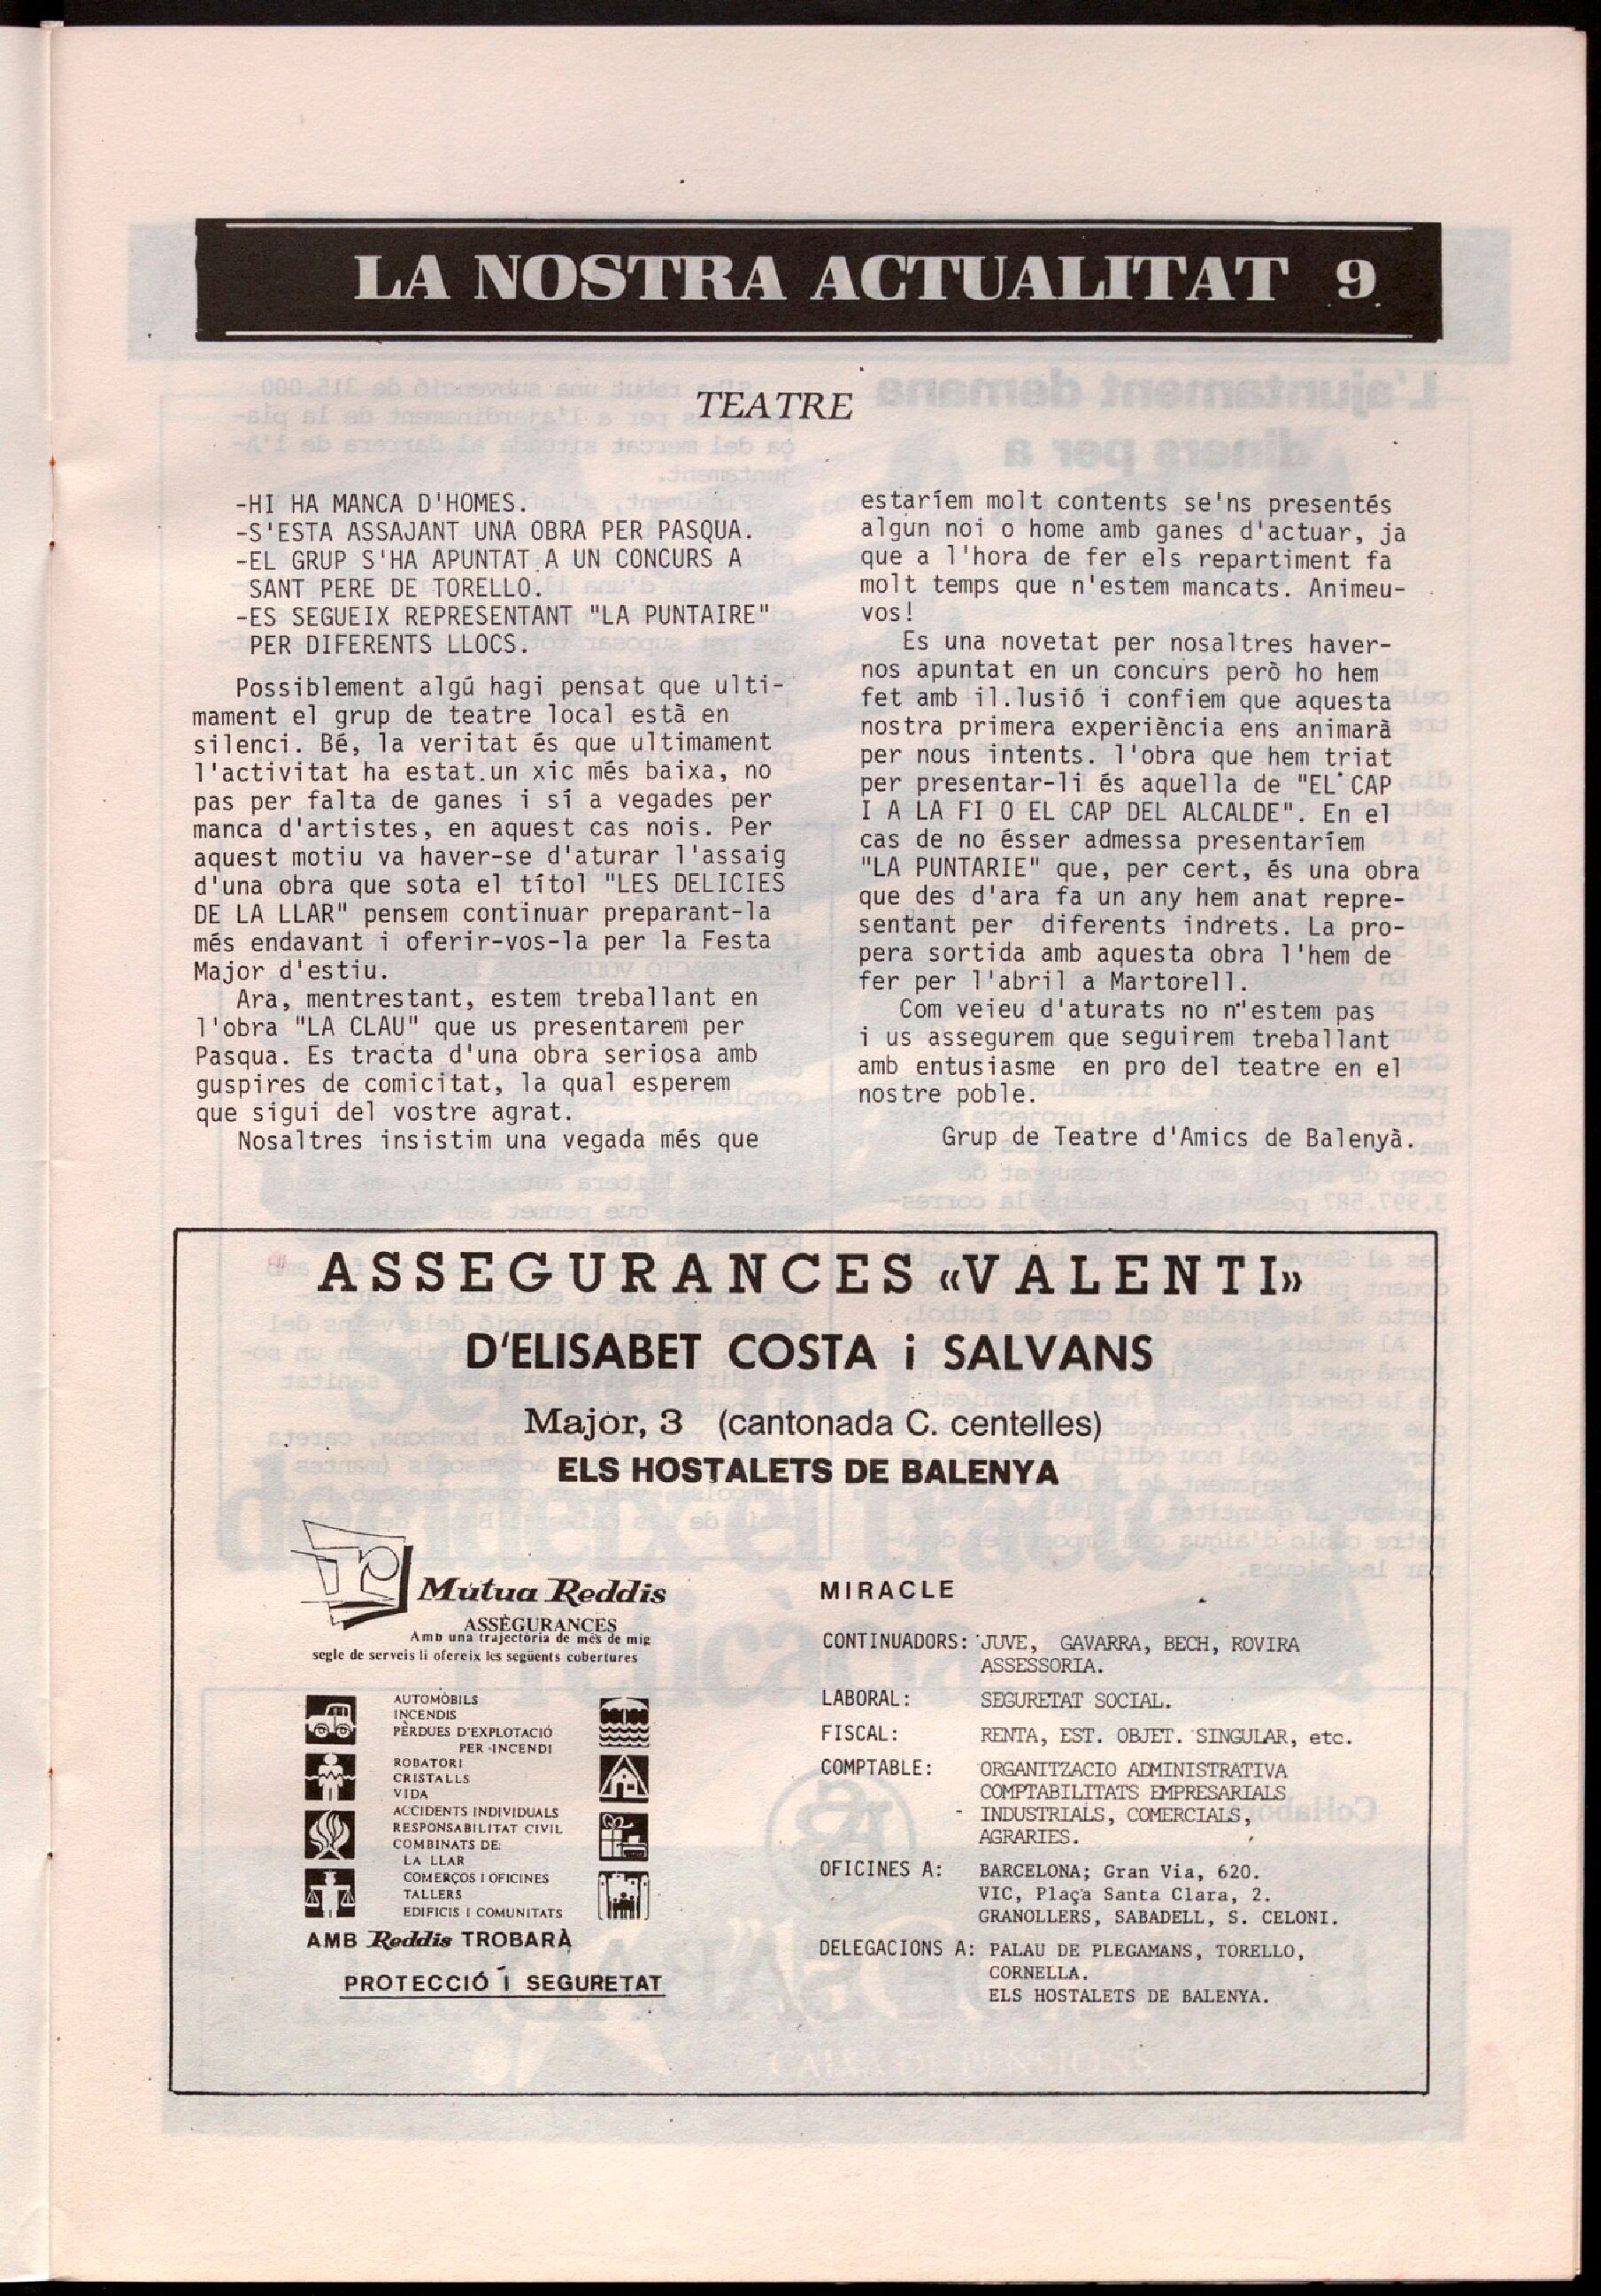 LA NOSTRA ACTUALITAT 9
TEATRE
-HI HA MANCA D'HOMES.
-S'ESTA ASSAJANT UNA OBRA PER PASQUA.
-EL GRUP S'HA APUNTAT A UN CONCURS A
SANT PERE DE TORELLO.
-ES SEGUEIX REPRESENTANT "LA PUNTAIRE"
PER DIFERENTS LLOCS.
Possiblement algú hagi pensat que ulti-
mament el grup de teatre local està en
silenci. Bé, la veritat és que ultimament
l'activitat ha estat un xic més baixa, no
pas per falta de ganes i sí a vegades per
manca d'artistes, en aquest cas nois. Per
aquest motiu va haver-se d'aturar l'assaig
d'una obra que sota el títol "LES DELICIES
DE LA LLAR" pensem continuar preparant-la
més endavant i oferir-vos-la per la Festa
Major d'estiu.
Ara, mentrestant, estem treballant en
l'obra "LA CLAU" que us presentarem per
Pasqua. Es tracta d'una obra seriosa amb
guspires de comicitat, la qual esperem
que sigui del vostre agrat.
Nosaltres insistim una vegada més que
estaríem molt contents se'ns presentés
algun noi o home amb ganes d'actuar, ja
que a l'hora de fer els repartiment fa
molt temps que n'estem mancats. Animeu-
vos!
Es una novetat per nosaltres haver-
nos apuntat en un concurs però ho hem
fet amb il.lusió i confiem que aquesta
nostra primera experiència ens animarà
per nous intents. l'obra que hem triat
per presentar-li és aquella de "EL CAP
I A LA FI O EL CAP DEL ALCALDE". En el
cas de no ésser admessa presentaríem
"LA PUNTARIE" que, per cert, és una obra
que des d'ara fa un any hem anat repre-
sentant per diferents indrets. La pro-
pera sortida amb aquesta obra l'hem de
fer per l'abril a Martorell.
Com veieu d'aturats no n'estem pas
i us assegurem que seguirem treballant
amb entusiasme en pro del teatre en el
nostre poble.
Grup de Teatre d'Amics de Balenyà.
ASSEGURANCES «VALENTI»
D'ELISABET COSTA i SALVANS
Major, 3 (cantonada C. centelles)
ELS HOSTALETS DE BALENYA
Mútua Reddis
ASSEGURANCES
Amb una trajectòria de més de mig
segle de serveis li ofereix les següents cobertures
AUTOMÒBILS
INCENDIS
PÈRDUES D'EXPLOTACIÓ
PER INCENDI
ROBATORI
CRISTALLS
VIDA
ACCIDENTS INDIVIDUALS
RESPONSABILITAT CIVIL
COMBINATS DE:
LA LLAR
COMERÇOS I OFICINES
TALLERS
EDIFICIS I COMUNITATS
AMB Reddis TROBARÀ
PROTECCIÓ I SEGURETAT
MIRACLE
CONTINUADORS: JUVE, GAVARRA, BECH, ROVIRA
ASSESSORIA.
LABORAL: SEGURETAT SOCIAL.
FISCAL: RENTA, EST. OBJET. SINGULAR, etc.
COMPTABLE: ORGANITZACIO ADMINISTRATIVA
COMPTABILITATS EMPRESARIALS
INDUSTRIALS, COMERCIALS,
AGRARIES.
OFICINES A: BARCELONA; Gran Via, 620.
VIC, Plaça Santa Clara, 2.
GRANOLLERS, SABADELL, S. CELONI.
DELEGACIONS A: PALAU DE PLEGAMANS, TORELLO,
CORNELLA.
ELS HOSTALETS DE BALENYA.